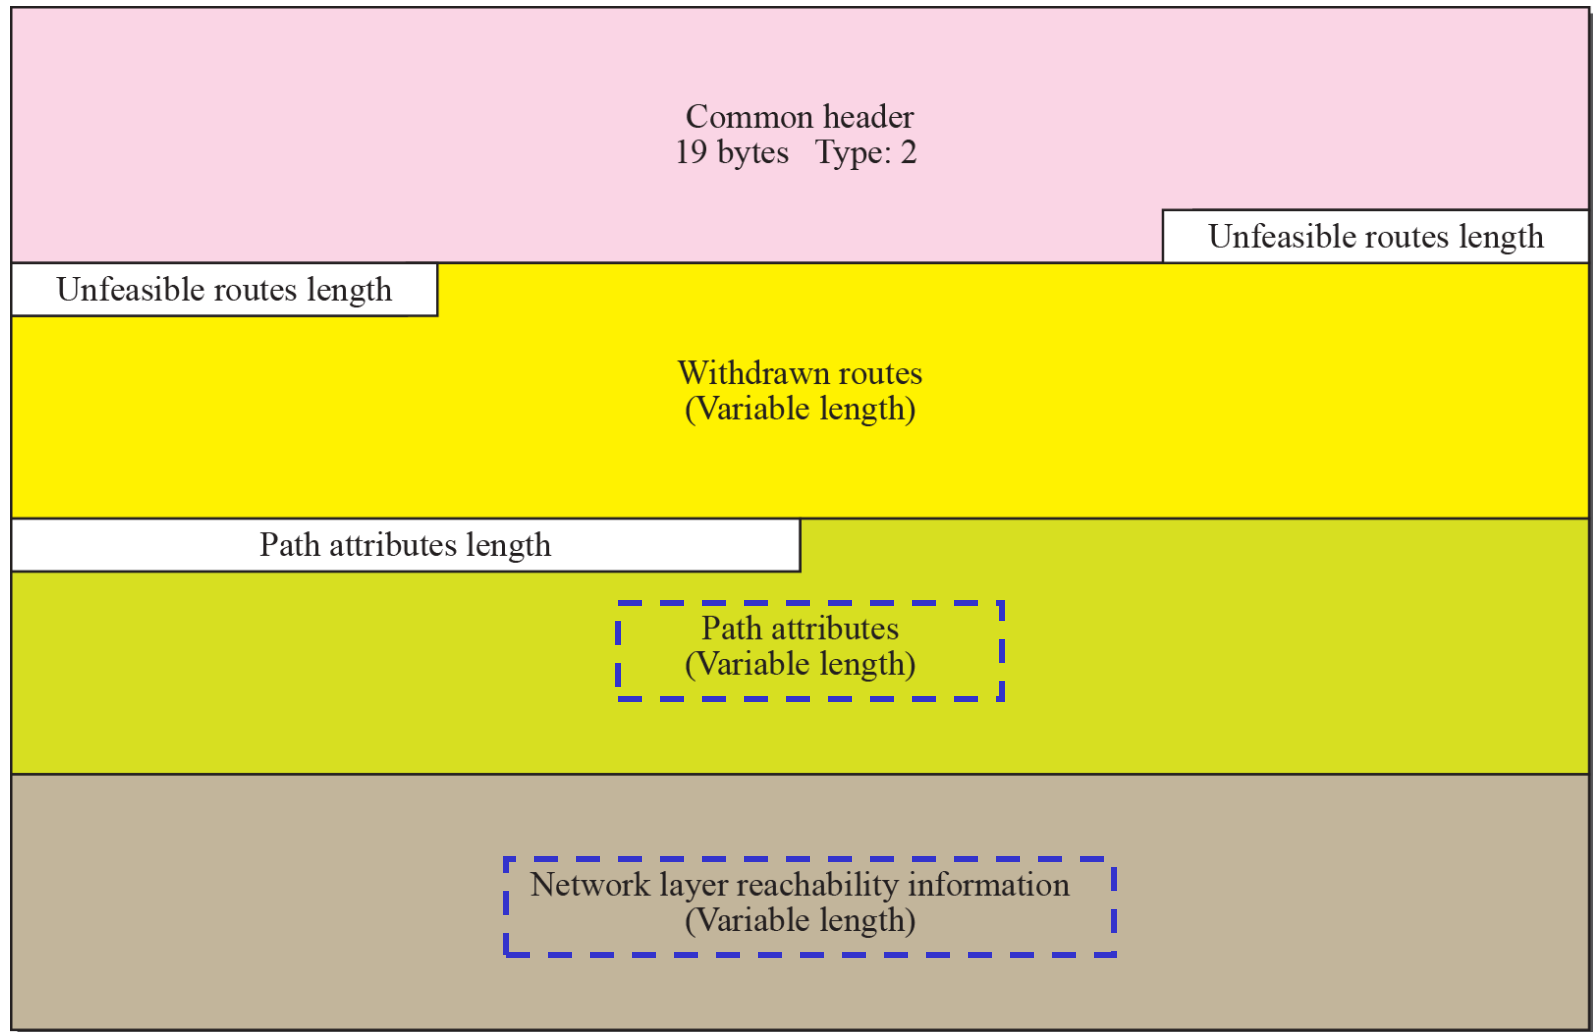 Common header
19 bytes Type: 2
Unfeasible routes length
Unfeasible routes length
Withdrawn routes
(Variable length)
Path attributes length
Path attributes
(Variable length)
Network layer reachability information
(Variable length)